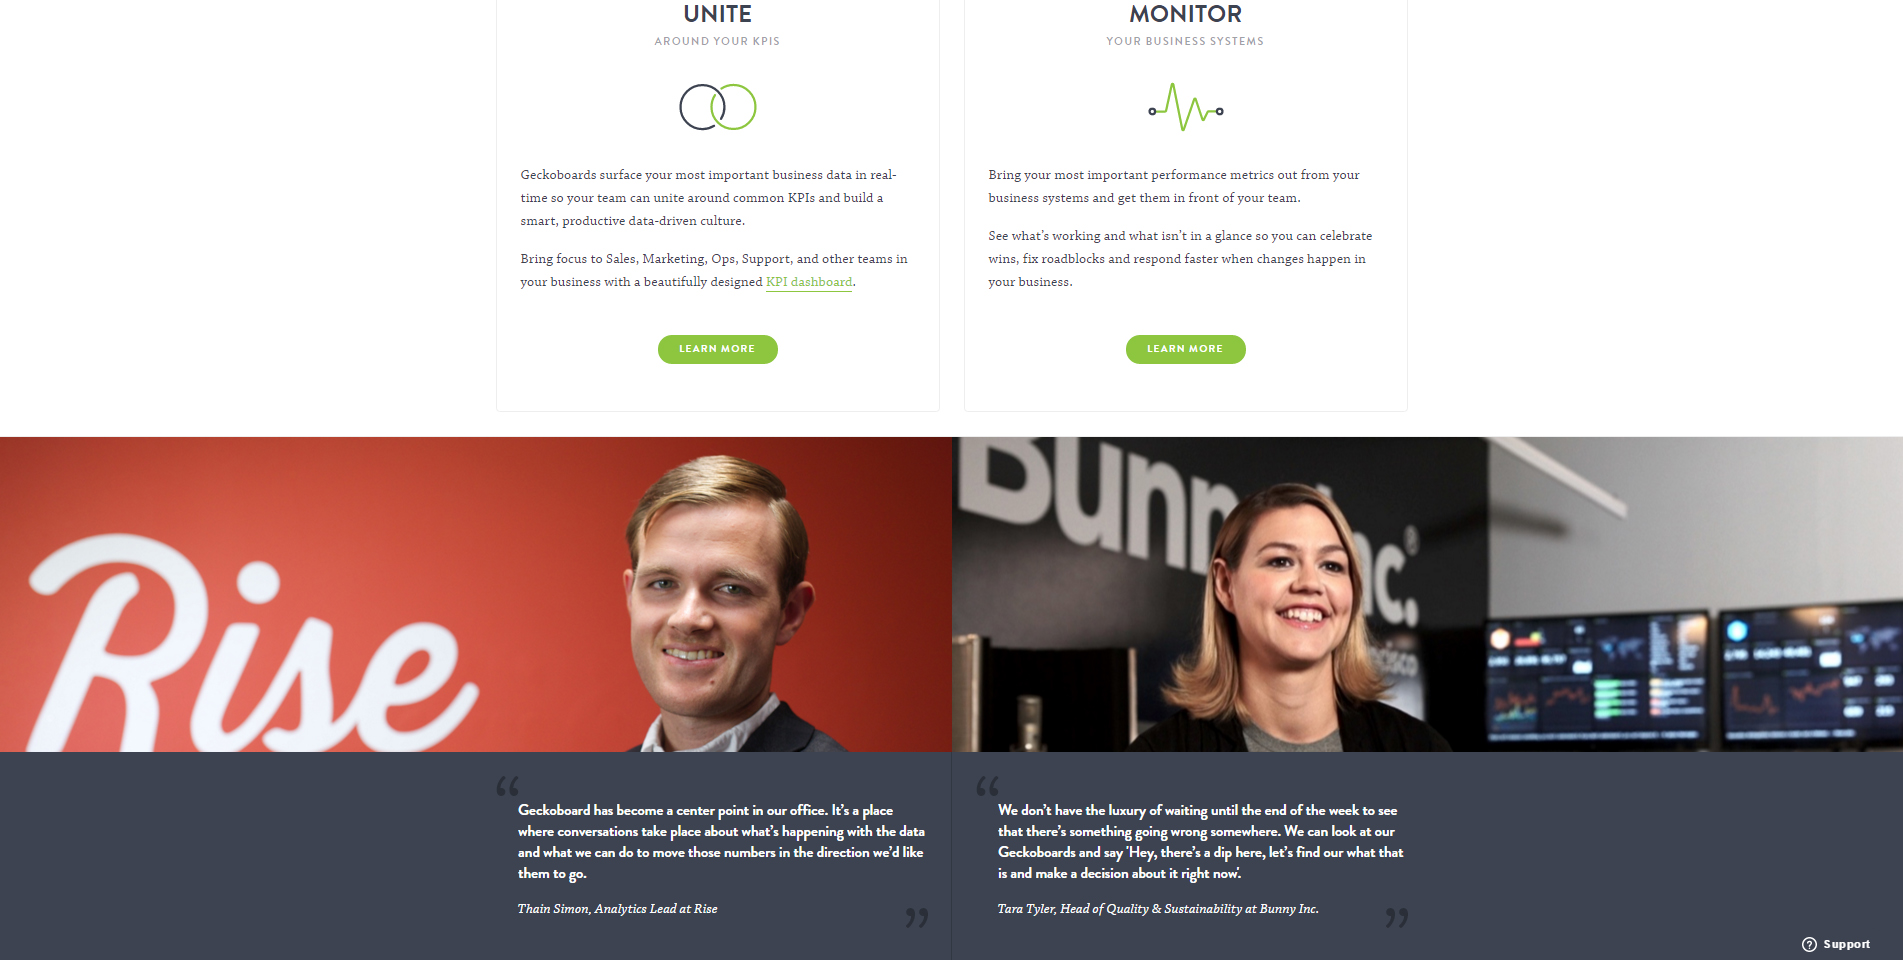 UNITE
AROUND YOUR KPIS
Geckoboards surface your most important business data in real-
time so your team can unite around common KPIs and build a
smart, productive data-driven culture.
Bring focus to Sales, Marketing, Ops, Support, and other teams in
your business with a beautifully designed KPI dashboard.
LEARN MORE
MONITOR
YOUR BUSINESS SYSTEMS
Bring your most important performance metrics out from your
business systems and get them in front of your team.
See what's working and what isn't in a glance so you can celebrate
wins, fix roadblocks and respond faster when changes happen in
your business.
LEARN MORE
Rise
“
Geckoboard has become a center point in our office. It's a place
where conversations take place about what's happening with the data
and what we can do to move those numbers in the direction we'd like
them to go.
Thain Simon, Analytics Lead at Rise
”
“
We don't have the luxury of waiting until the end of the week to see
that there's something going wrong somewhere. We can look at our
Geckoboards and say 'Hey, there's a dip here, let's find our what that
is and make a decision about it right now'.
Tara Tyler, Head of Quality & Sustainability at Bunny Inc.
”
Support